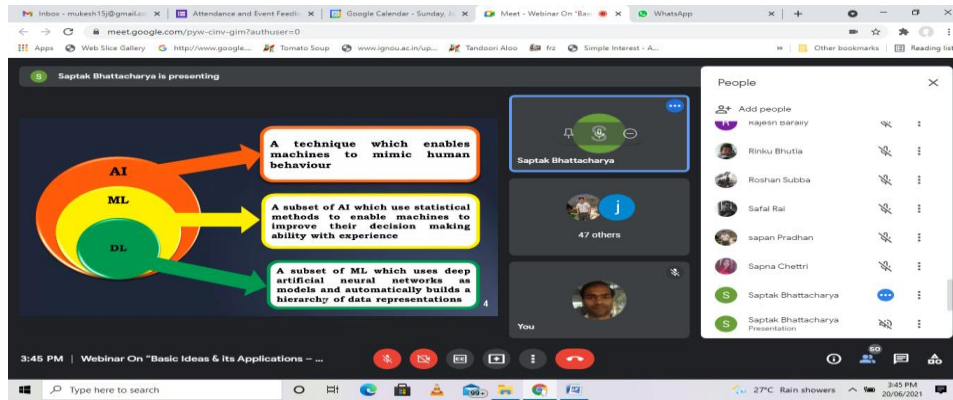 Inbox - mukesh15j@gmail.co
Attendance and Event Feedb
Google Calendar - Sunday, Ju
Meet - Webinar On "Bas
WhatsApp
meet.google.com/pyw-cinv-gim?authuser=0
Apps
Web Slice Gallery
http://www.google....
Tomato Soup
www.ignou.ac.in/up...
Tandoori Aloo
frz
Simple Interest - A...
»
Other bookmarks
Reading list
S
Saptak Bhattacharya is presenting
AI
ML
DL
A technique which enables
machines to mimic human
behaviour
A subset of AI which use statistical
methods to enable machines to
improve their decision making
ability with experience
A subset of ML which uses deep
artificial neural networks as
models and automatically builds a
hierarchy of data representations
4
Saptak Bhattacharya
j
47 others
You
People
Add people
R
Rajesh Baraily
Rinku Bhutia
Roshan Subba
Safal Rai
sapan Pradhan
Sapna Chettri
S
Saptak Bhattacharya
S
Saptak Bhattacharya
Presentation
3:45 PM | Webinar On "Basic Ideas & its Applications – ...
50
Type here to search
99+
27°C Rain showers
3:45 PM
20/06/2021